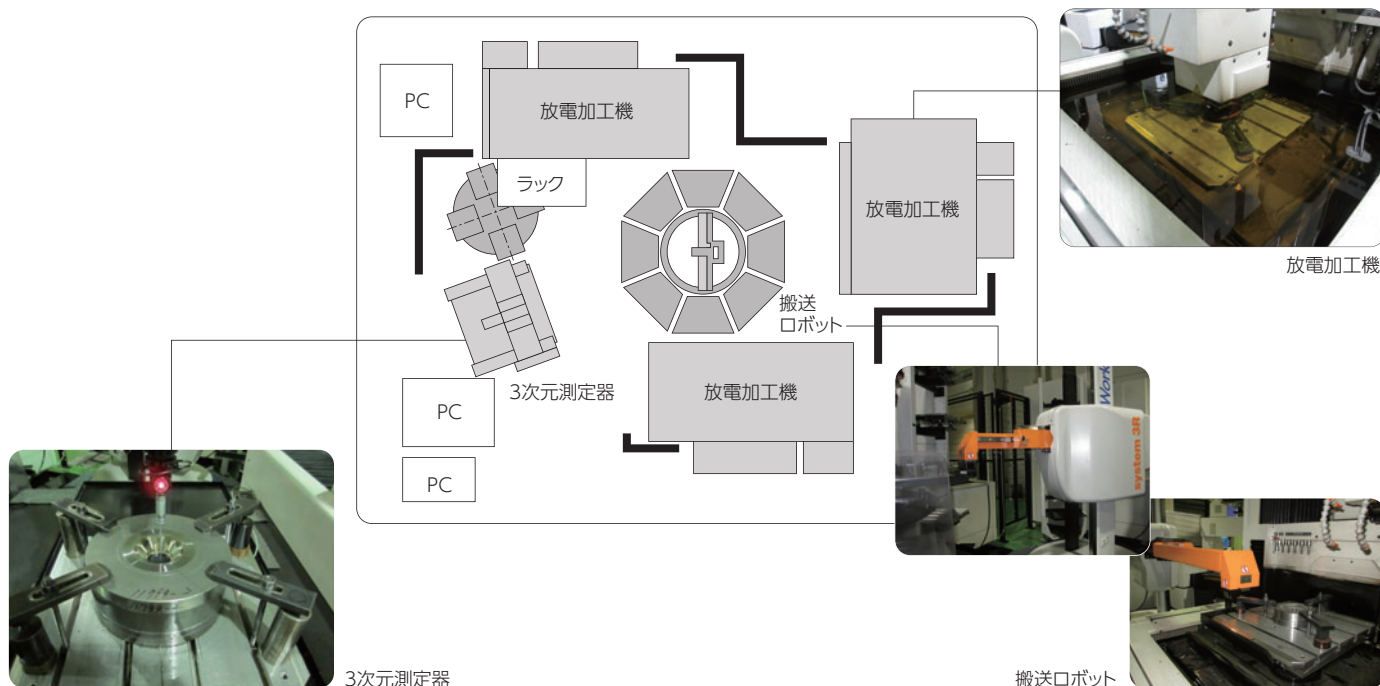 PC
放電加工機
ラック
放電加工機
放電加工機
搬送
ロボット
3次元測定器
放電加工機
PC
PC
Work
system 3R
3次元測定器
搬送ロボット